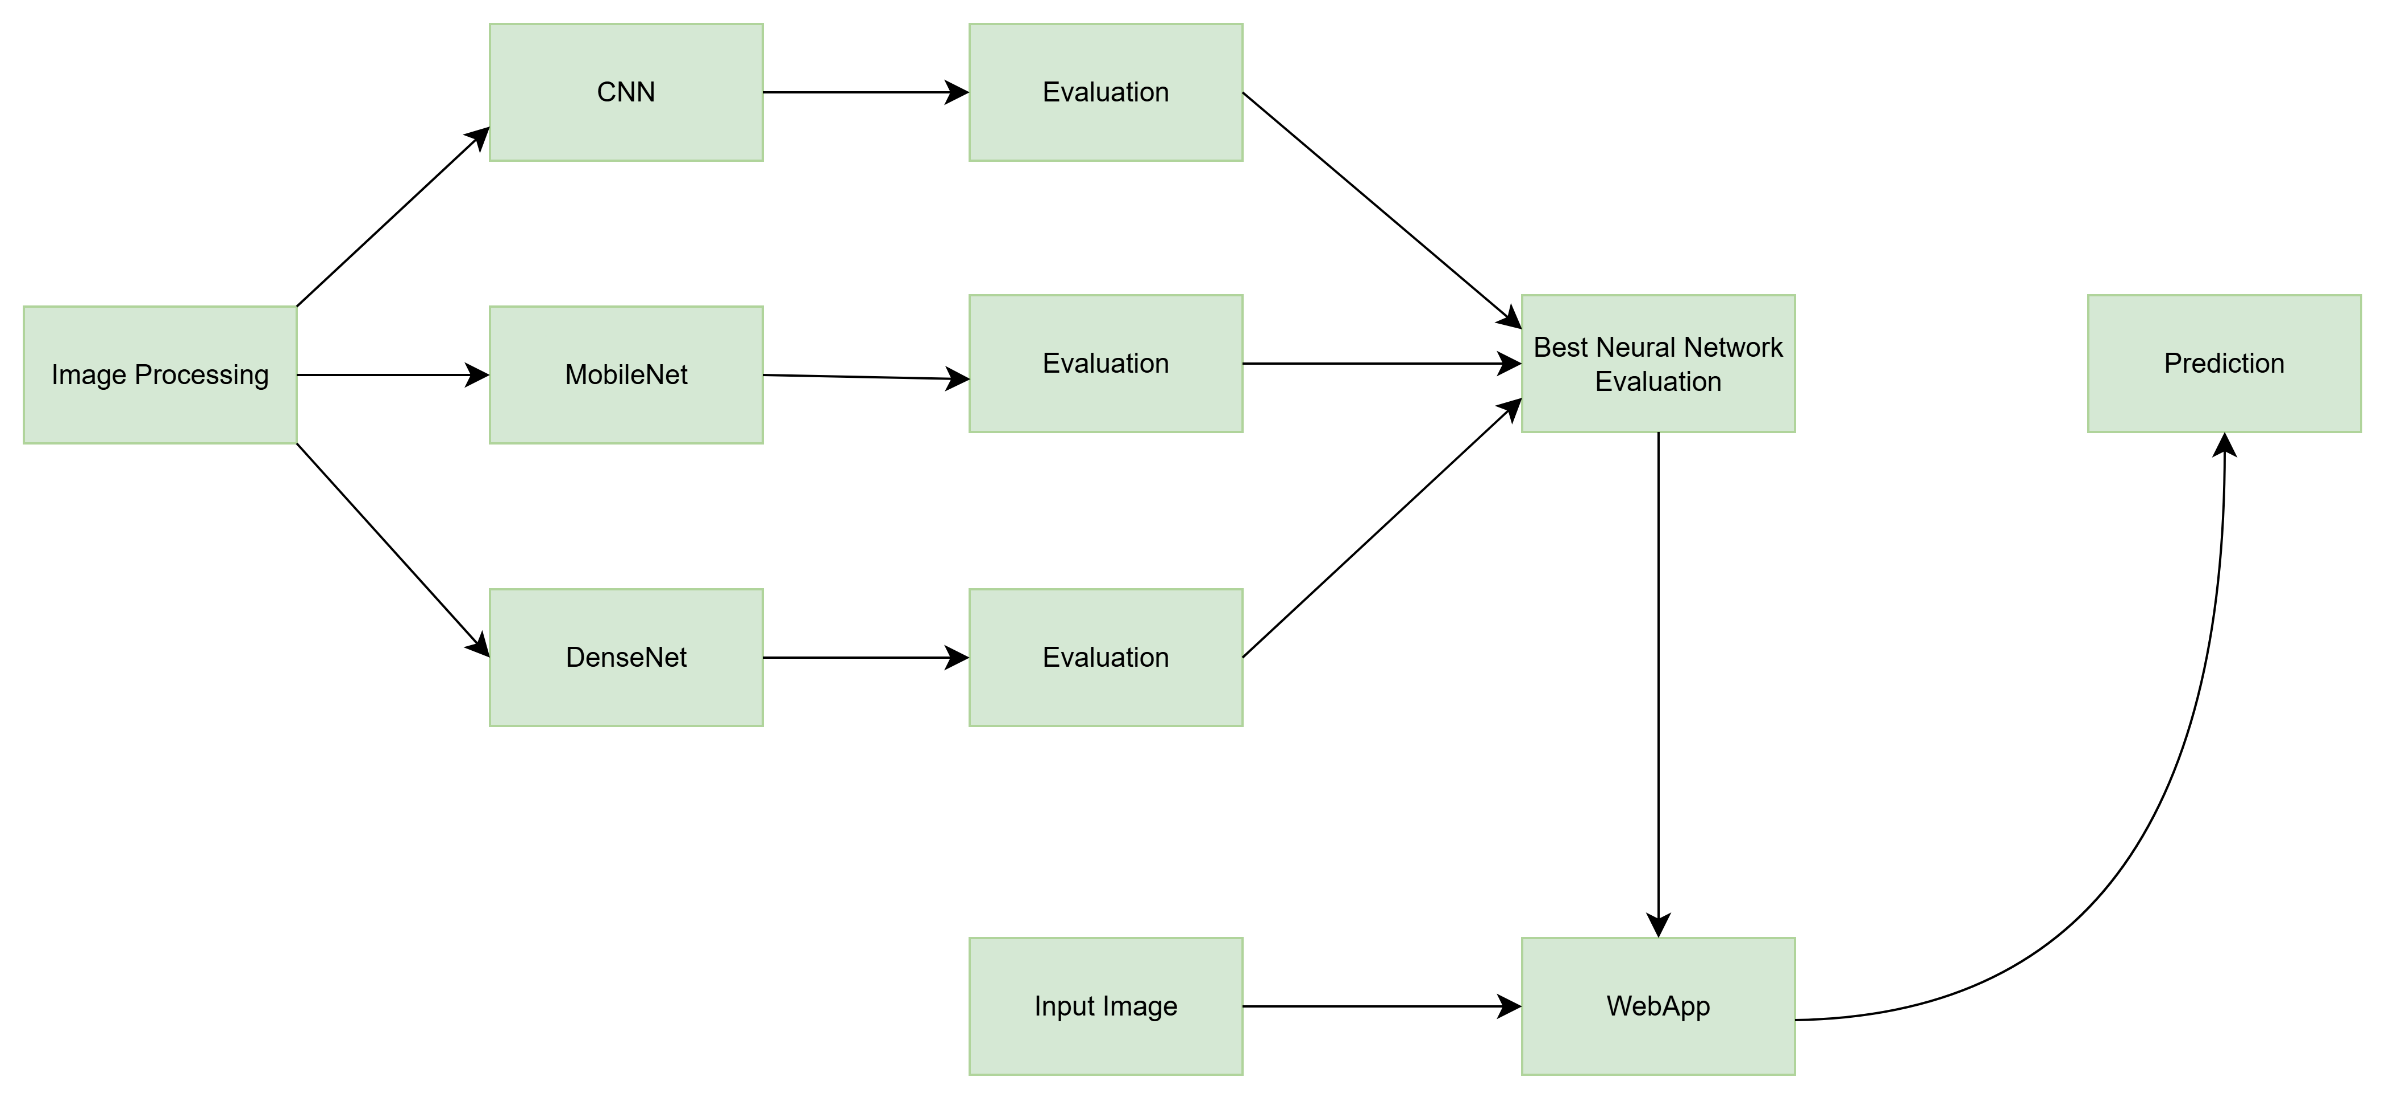 CNN
Evaluation
Image Processing
MobileNet
Evaluation
Best Neural Network
Evaluation
Prediction
DenseNet
Evaluation
Input Image
WebApp